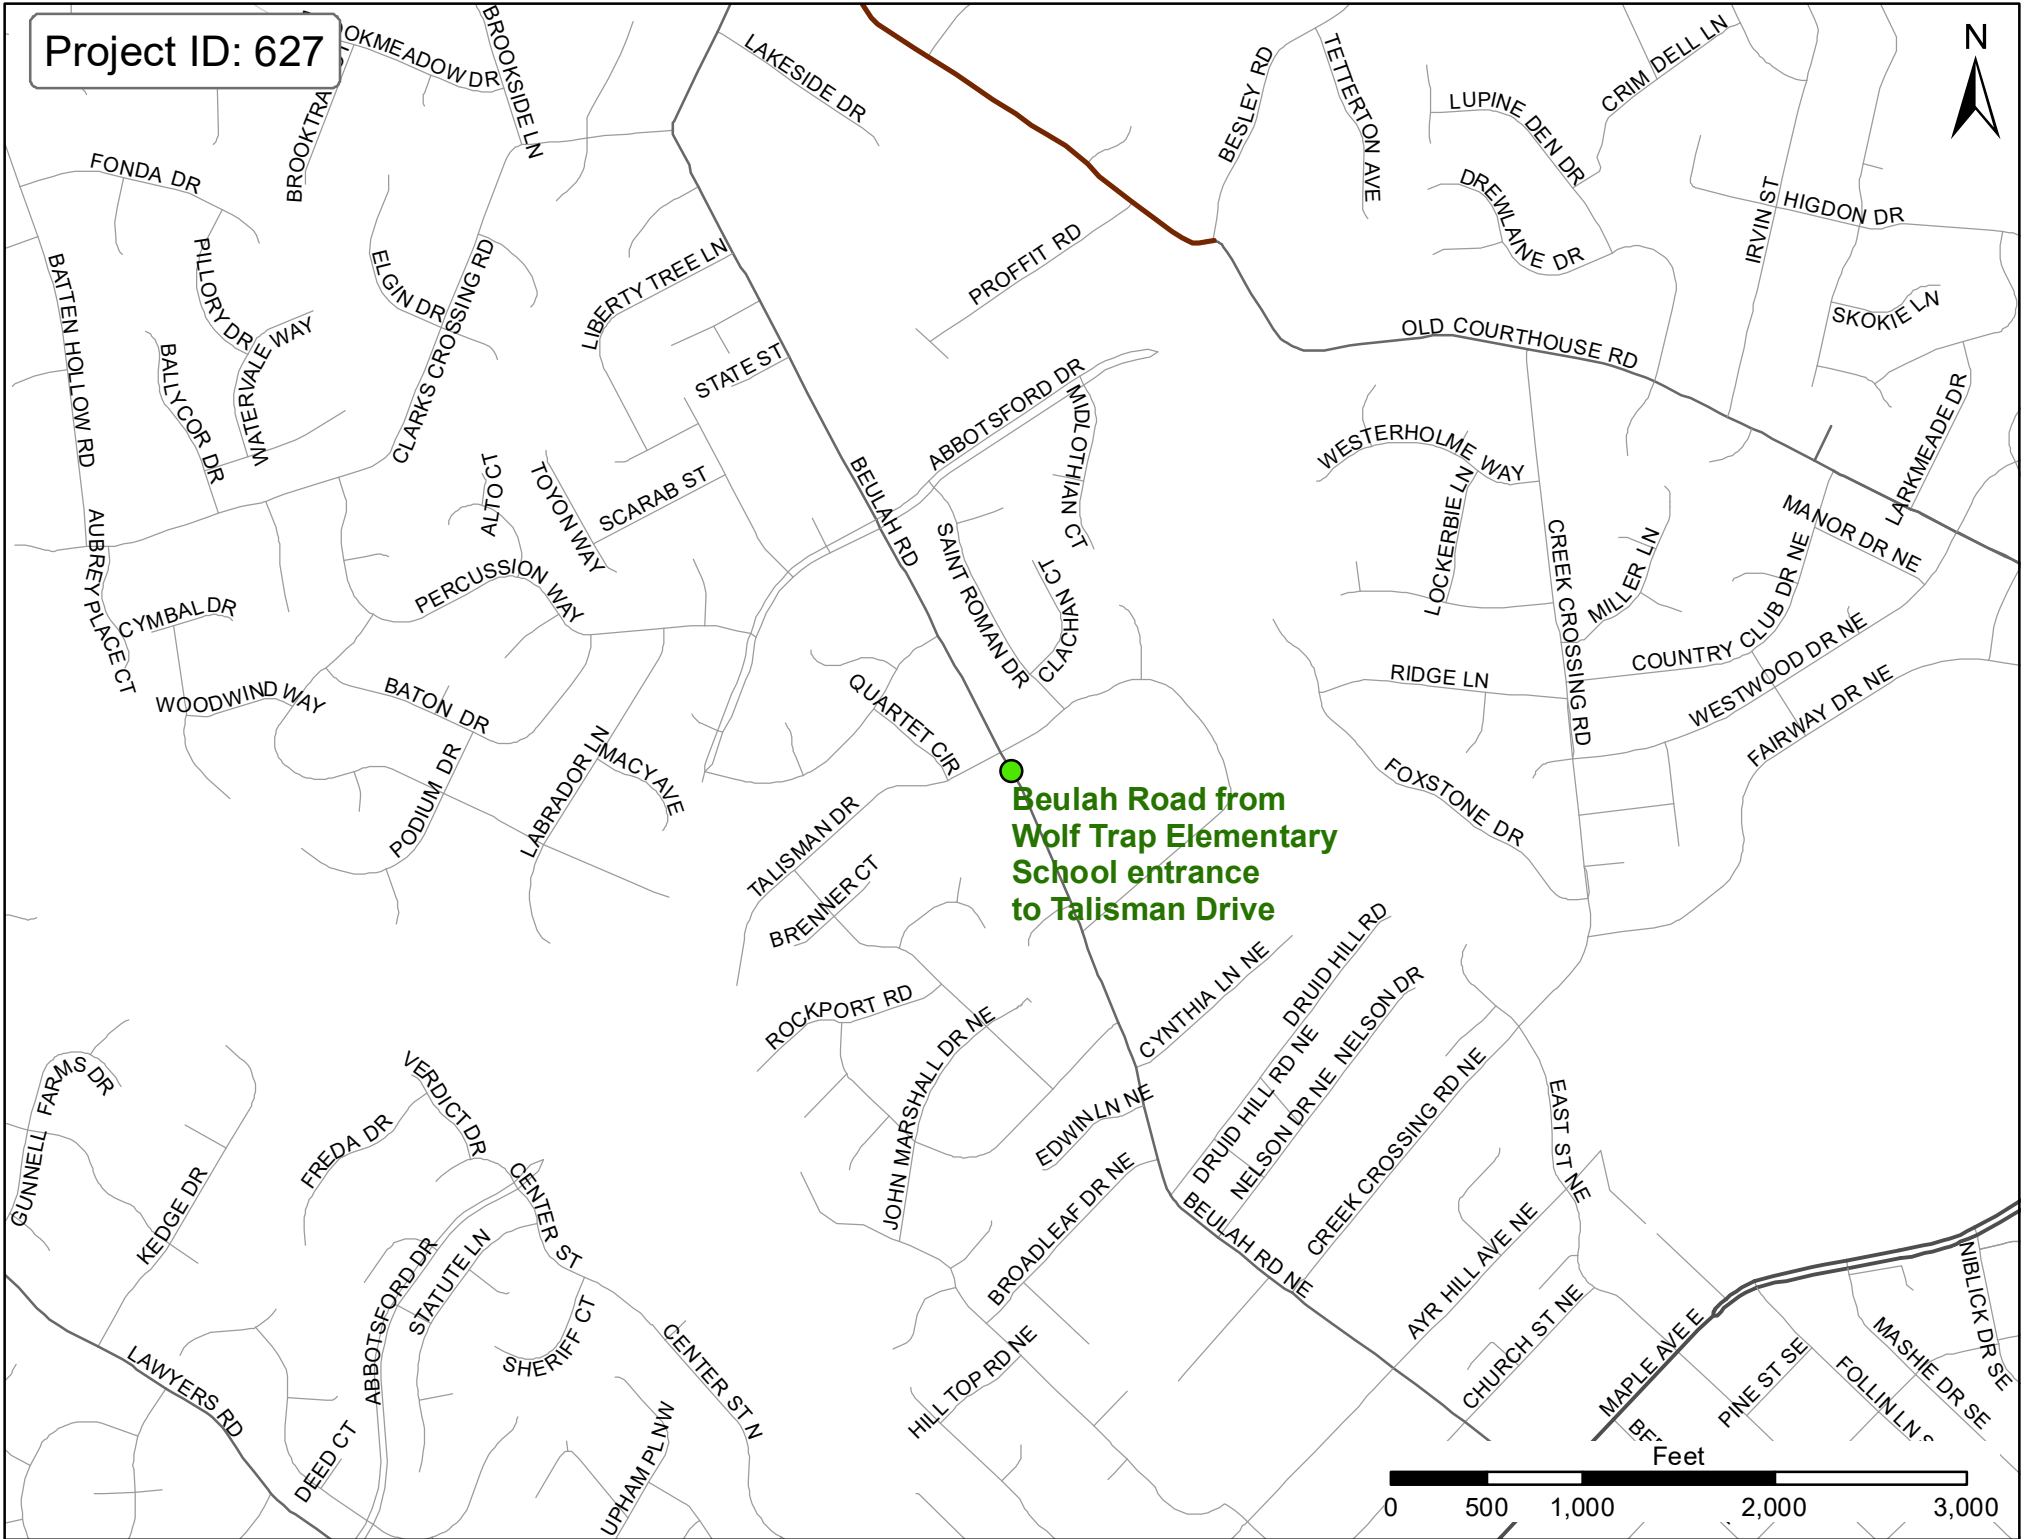 Project ID: 627
N
BROOKSIDE LN
LAKESIDE DR
BESLEY RD
TETTERTON AVE
LUPINE DEN DR
CRIM DELL LN
FONDA DR
DREWLAINE DR
IRVIN ST
HIGDON DR
BATTEN HOLLOW RD
PILLORY DR
ELGIN DR
CLARKS CROSSING RD
LIBERTY TREE LN
PROFFIT RD
SKOKIE LN
WATERVALE WAY
BALLYCOR DR
STATE ST
OLD COURTHOUSE RD
ABBOTSFORD DR
MIDLOTHIAN CT
LARKMEADE DR
WESTERHOLME WAY
ALTO CT
TOYON WAY
SCARAB ST
BEULAH RD
LOCKERBIE LN
MANOR DR NE
AUBREY PLACE CT
SAINT ROMAN DR
CREEK CROSSING RD
MILLER LN
PERCUSSION WAY
CLACHAN CT
CYMBAL DR
COUNTRY CLUB DR NE
WESTWOOD DR NE
WOODWIND WAY
BATON DR
QUARTET CIR
RIDGE LN
FAIRWAY DR NE
PODIUM DR
LABRADOR LN
MACY AVE
FOXSTONE DR
Beulah Road from
Wolf Trap Elementary
School entrance
to Talisman Drive
TALISMAN DR
BRENNER CT
DRUID HILL RD
CYNTHIA LN NE
NELSON DR
ROCKPORT RD
JOHN MARSHALL DR NE
GUNNELL FARMS DR
VERDICT DR
DRUID HILL RD NE
NELSON DR NE
CREEK CROSSING RD NE
EDWIN LN NE
EAST ST NE
FREDA DR
KEDGE DR
CENTER ST
BROADLEAF DR NE
BEULAH RD NE
AYR HILL AVE NE
ABBOTSFORD DR
STATUTE LN
SHERIFF CT
CENTER ST N
HILL TOP RD NE
CHURCH ST NE
MAPLE AVE E
NIBLICK DR SE
MASHIE DR SE
PINE ST SE
FOLLIN LN S
LAWYERS RD
DEED CT
UPHAM PL NW
Feet
0 500 1,000 2,000 3,000